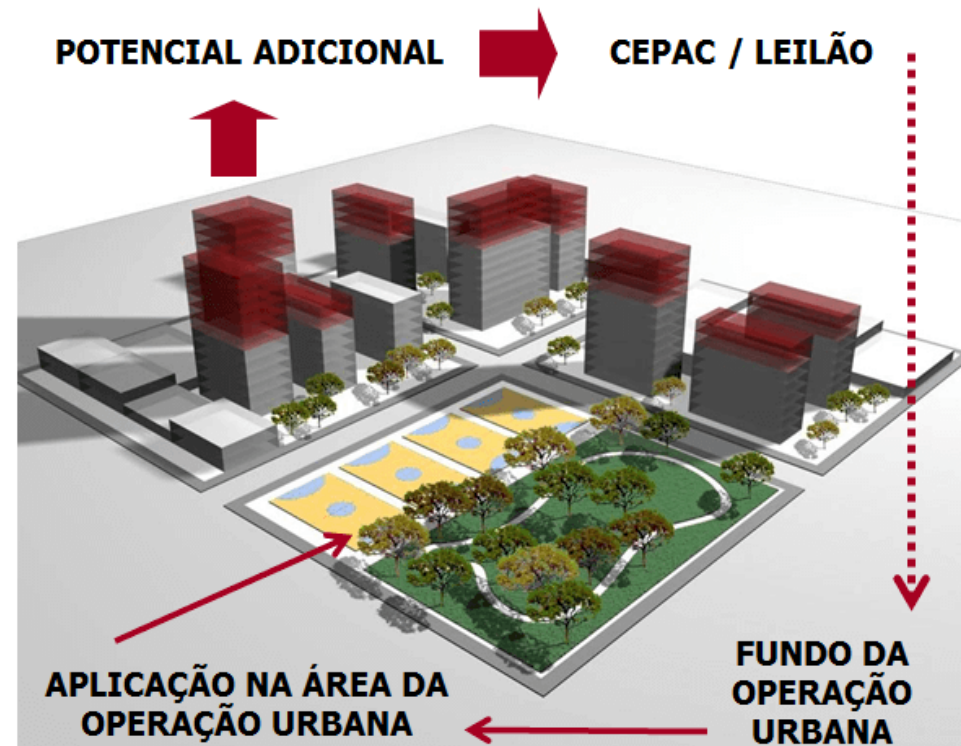 POTENCIAL ADICIONAL
CEPAC / LEILÃO
FUNDO DA
OPERAÇÃO
URBANA
APLICAÇÃO NA ÁREA DA
OPERAÇÃO URBANA